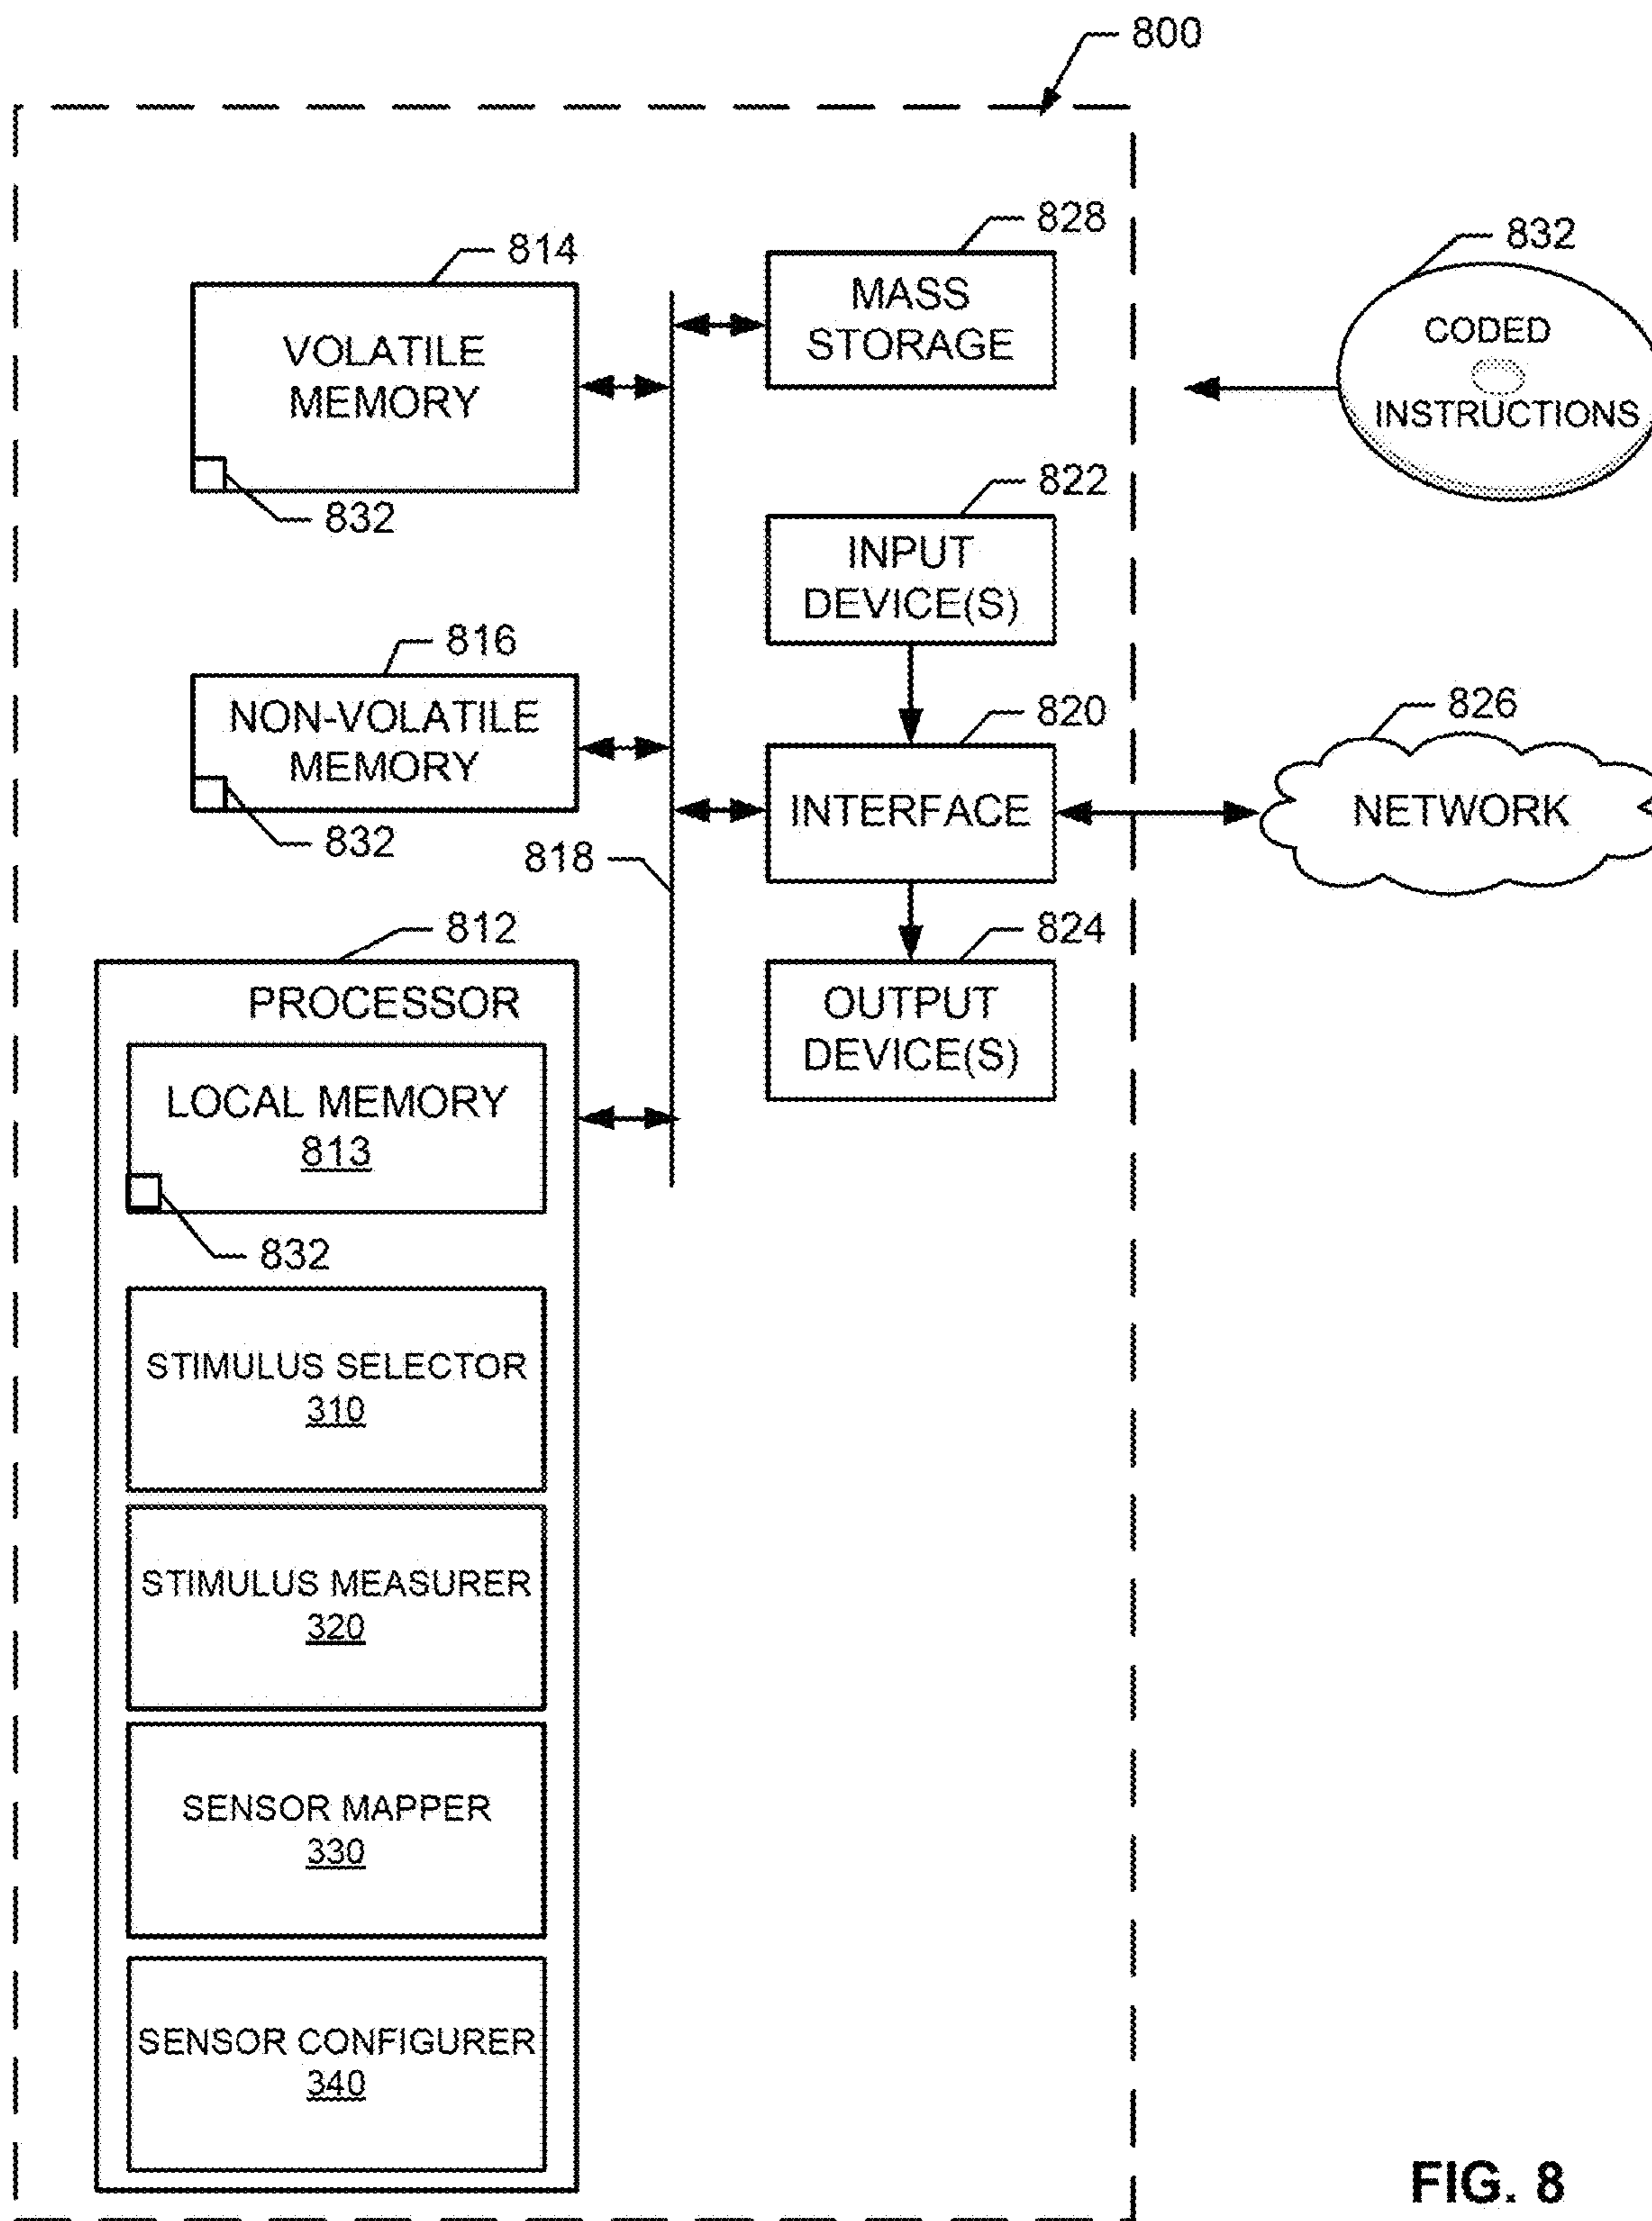 800
828
814
832
MASS
STORAGE
VOLATILE
MEMORY
CODED
INSTRUCTIONS
832
822
INPUT
DEVICE(S)
816
820
826
NON-VOLATILE
MEMORY
INTERFACE
NETWORK
832
818
812
824
PROCESSOR
OUTPUT
DEVICE(S)
LOCAL MEMORY
813
832
STIMULUS SELECTOR
310
STIMULUS MEASURER
320
SENSOR MAPPER
330
SENSOR CONFIGURER
340
FIG. 8